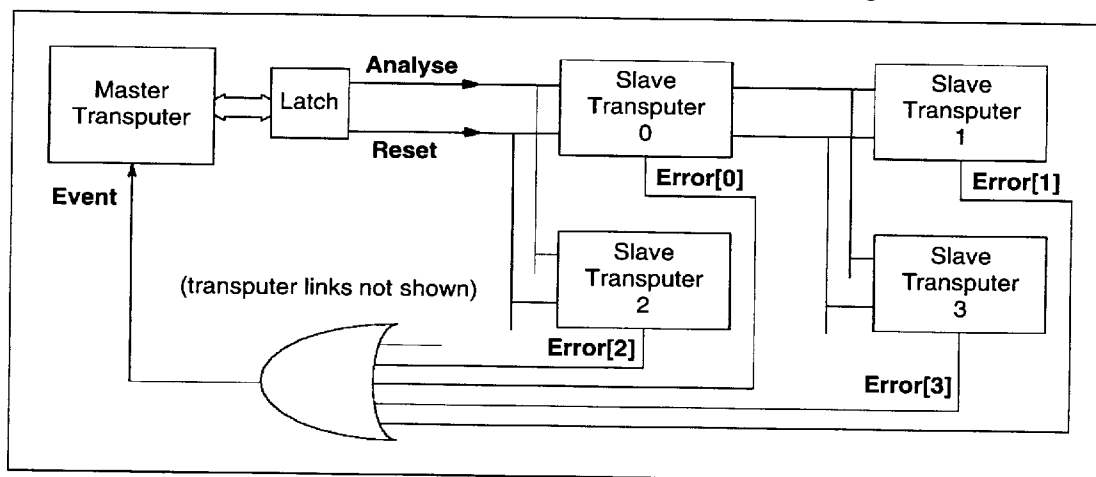 Master
Transputer
Latch
Analyse
Reset
Slave
Transputer
0
Slave
Transputer
1
Event
Error[0]
Error[1]
(transputer links not shown)
Slave
Transputer
2
Slave
Transputer
3
Error[2]
Error[3]